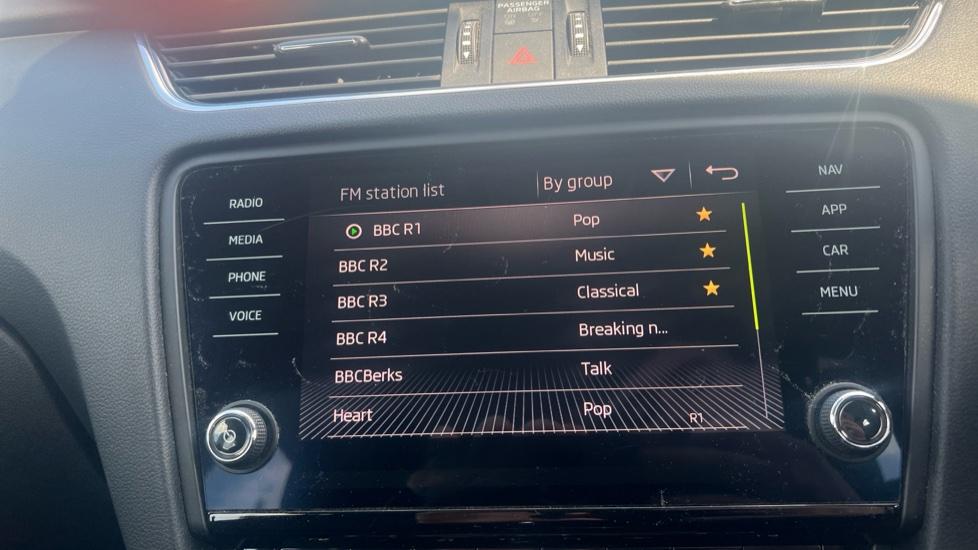 PASSENGER
AIRBAG
RADIO
MEDIA
PHONE
VOICE
FM station list By group
BBC R1 Pop
BBC R2 Music
BBC R3 Classical
BBC R4 Breaking n...
BBCBerks Talk
Heart Pop
R1
NAV
APP
CAR
MENU